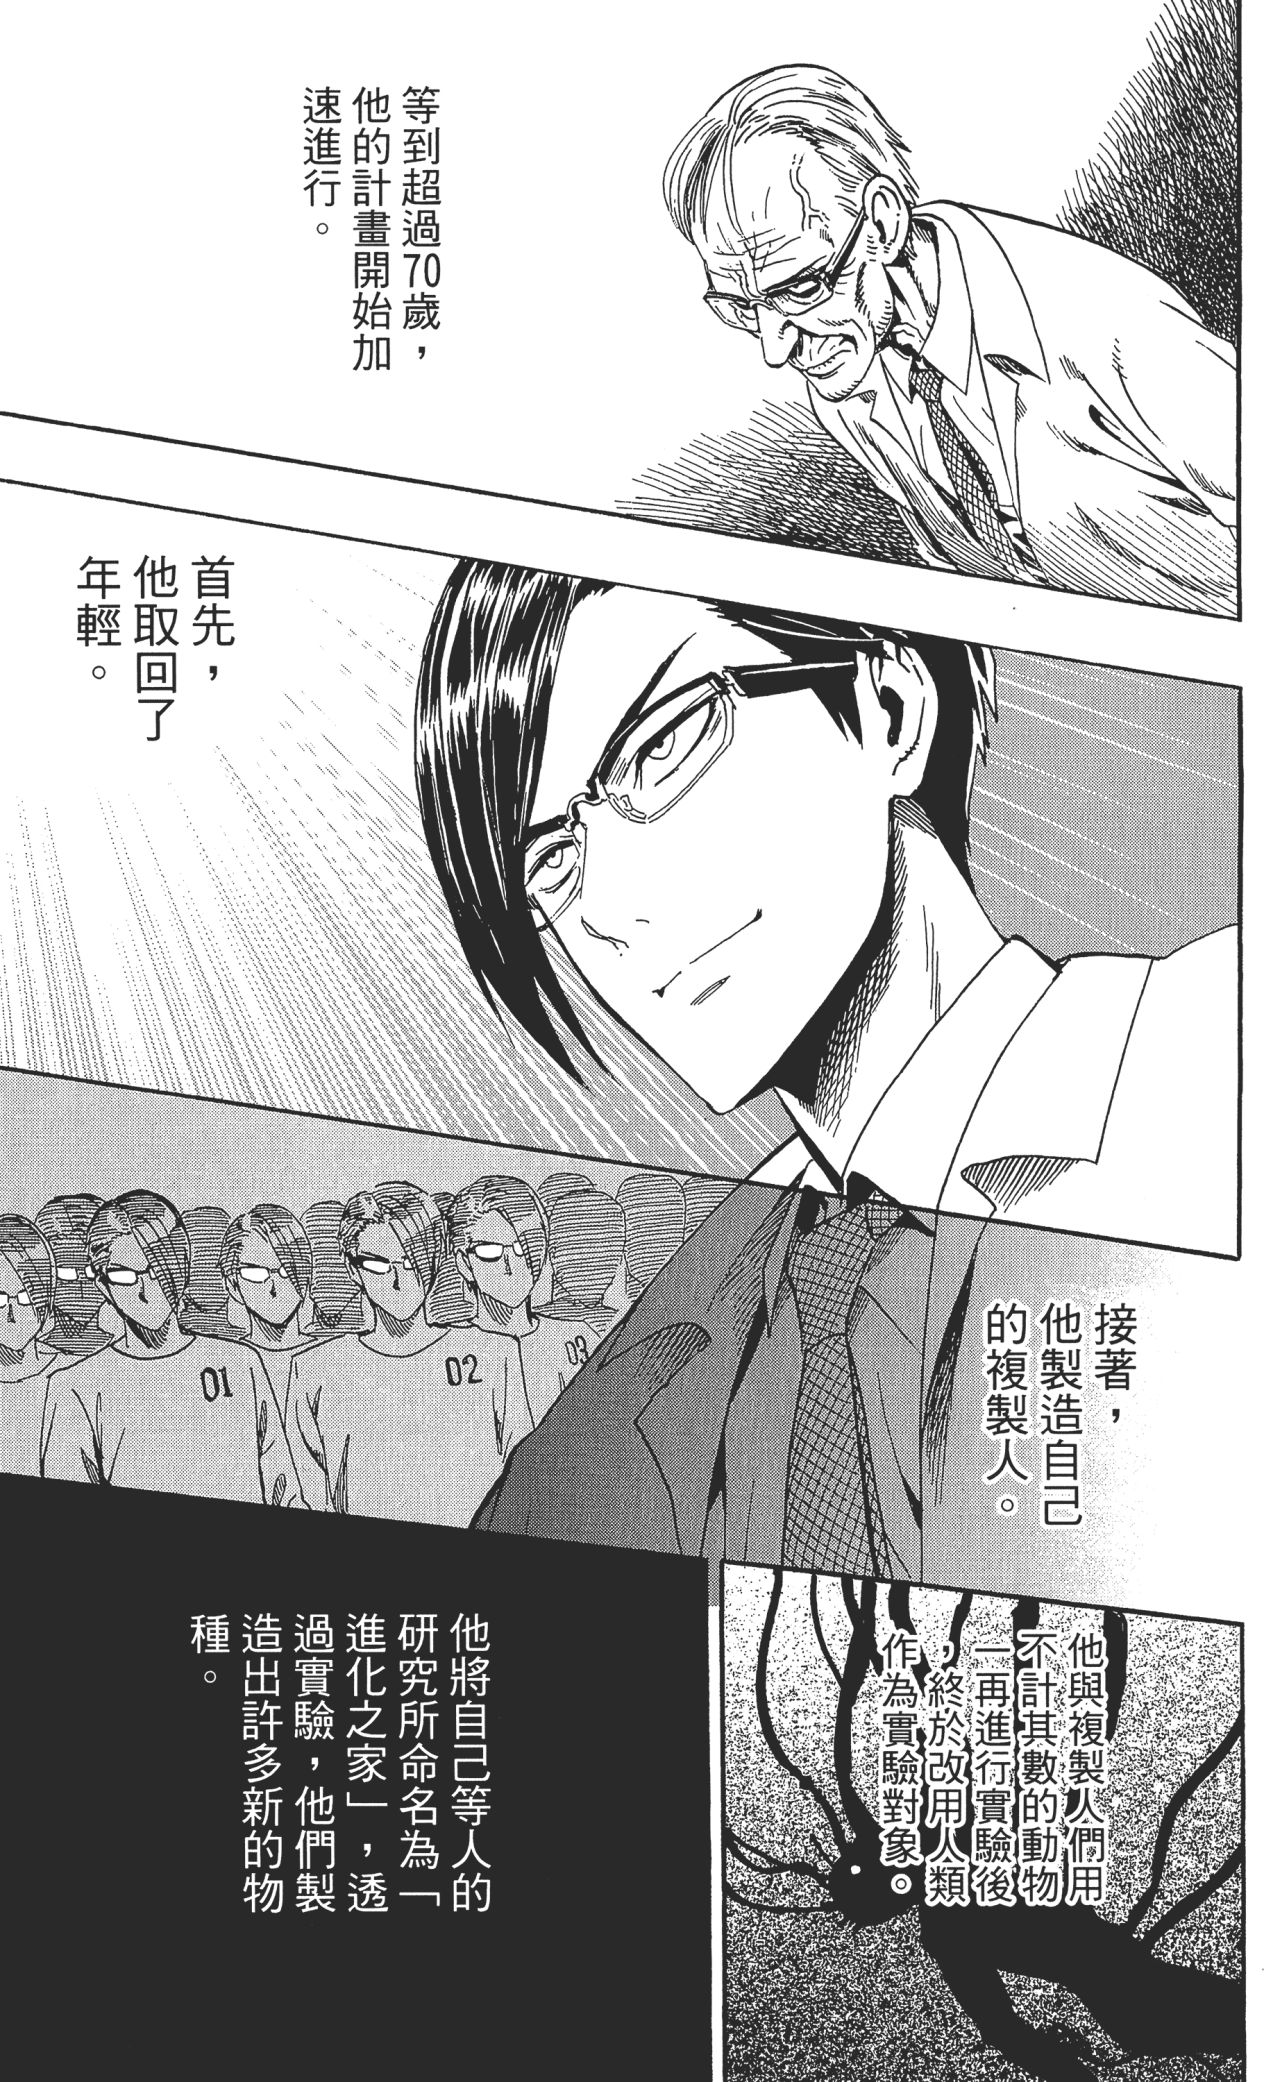 等到超過70歲，
他的計畫開始加
速進行。
首先，
他取回了
年輕。
01
02
03
接著，
他製造自己
的複製人。
他與複製人們用
不計其數的動物
一再進行實驗後
，終於改用人類
作為實驗對象。
他將自己等人的
研究所命名為「
進化之家」，透
過實驗，他們製
造出許多新的物
種。